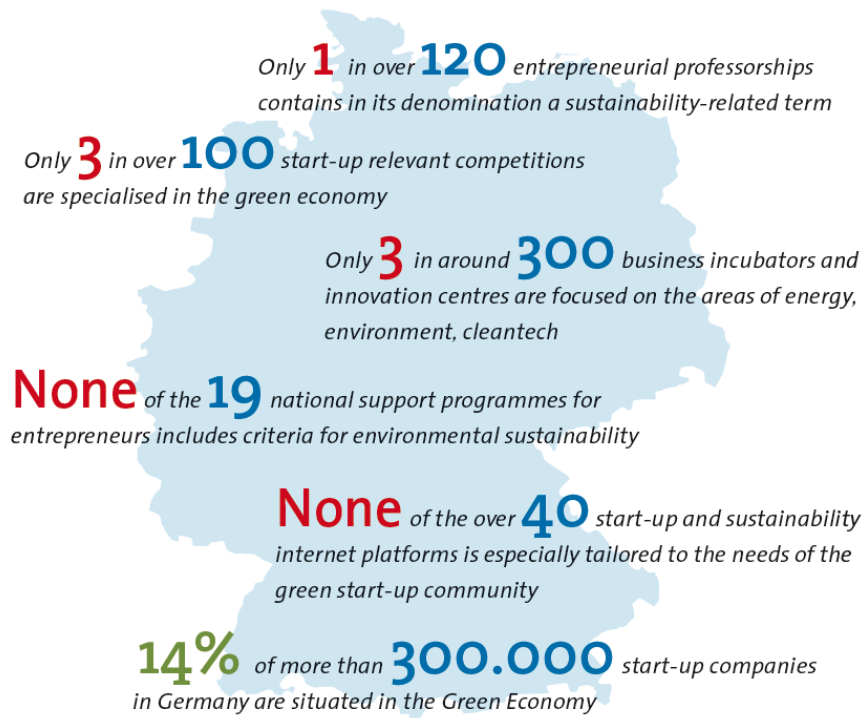 Only 1 in over 120 entrepreneurial professorships
contains in its denomination a sustainability-related term
Only 3 in over 100 start-up relevant competitions
are specialised in the green economy
Only 3 in around 300 business incubators and
innovation centres are focused on the areas of energy,
environment, cleantech
None of the 19 national support programmes for
entrepreneurs includes criteria for environmental sustainability
None of the over 40 start-up and sustainability
internet platforms is especially tailored to the needs of the
green start-up community
14% of more than 300.000 start-up companies
in Germany are situated in the Green Economy